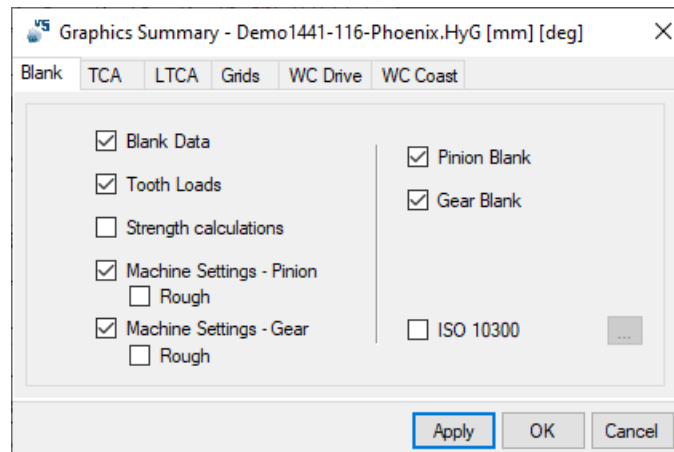 V5 Graphics Summary - Demo1441-116-Phoenix.HyG [mm] [deg]
Blank TCA LTCA Grids WC Drive WC Coast
Blank Data
Tooth Loads
Strength calculations
Machine Settings - Pinion
Rough
Machine Settings - Gear
Rough
Pinion Blank
Gear Blank
ISO 10300 ...
Apply OK Cancel